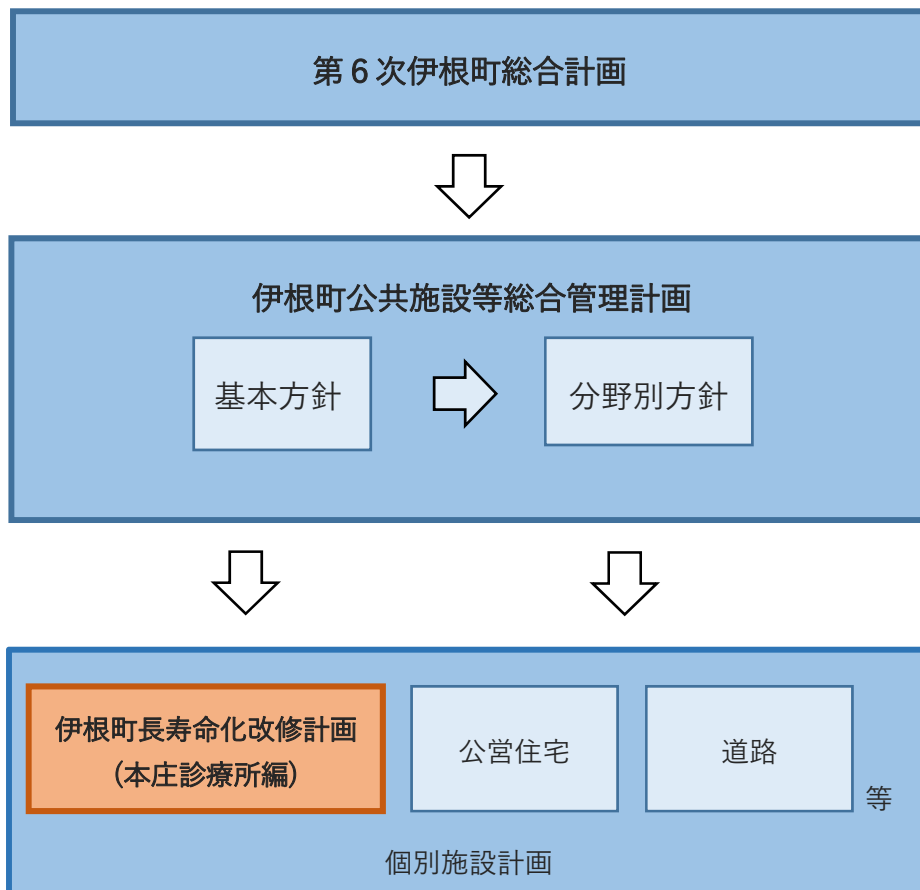 第６次伊根町総合計画
伊根町公共施設等総合管理計画
基本方針
分野別方針
伊根町長寿命化改修計画
（本庄診療所編）
公営住宅
道路
等
個別施設計画